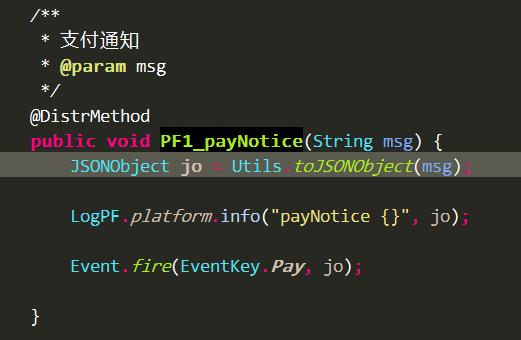 /**
 * 支付通知
 * @param msg
 */
@DistrMethod
public void PF1_payNotice(String msg) {
    JSONObject jo = Utils.toJSONObject(msg);
    LogPF.platform.info("payNotice {}", jo);
    Event.fire(EventKey.Pay, jo);
}